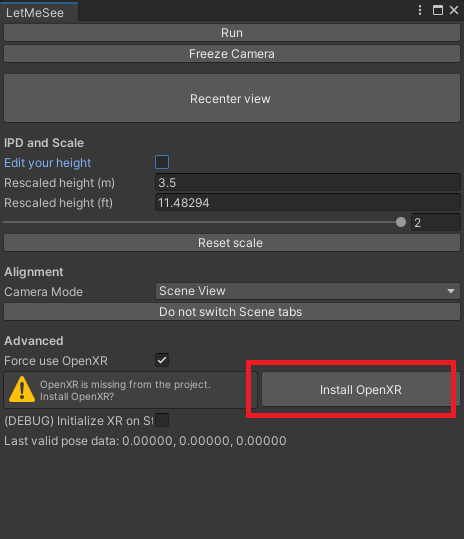 LetMeSee
Run
Freeze Camera
Recenter view
IPD and Scale
Edit your height
Rescaled height (m) 3.5
Rescaled height (ft) 11.48294
2
Reset scale
Alignment
Camera Mode Scene View
Do not switch Scene tabs
Advanced
Force use OpenXR
OpenXR is missing from the project.
Install OpenXR?
Install OpenXR
(DEBUG) Initialize XR on St
Last valid pose data: 0.00000, 0.00000, 0.00000